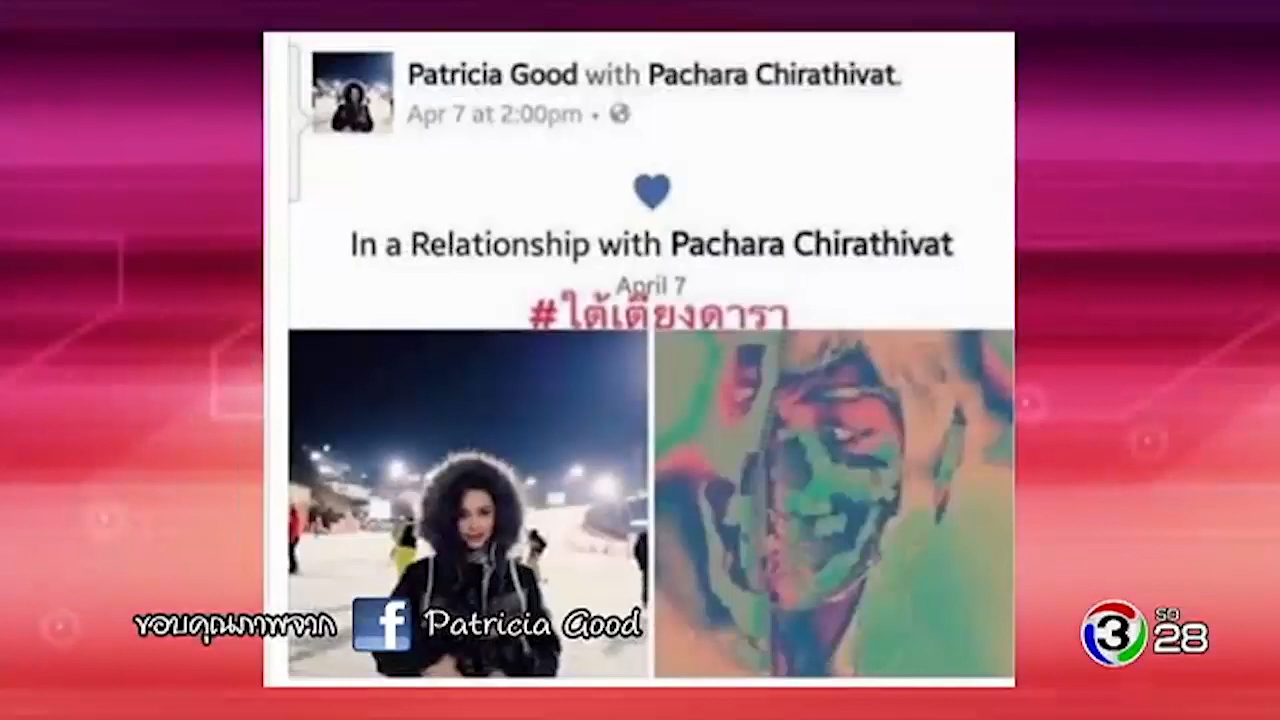 Patricia Good with Pachara Chirathivat.
Apr 7 at 2:00pm •
In a Relationship with Pachara Chirathivat
April 7
#ใต้เตียงดารา
ขอบคุณภาพจาก f Patricia Good
3 HD 28